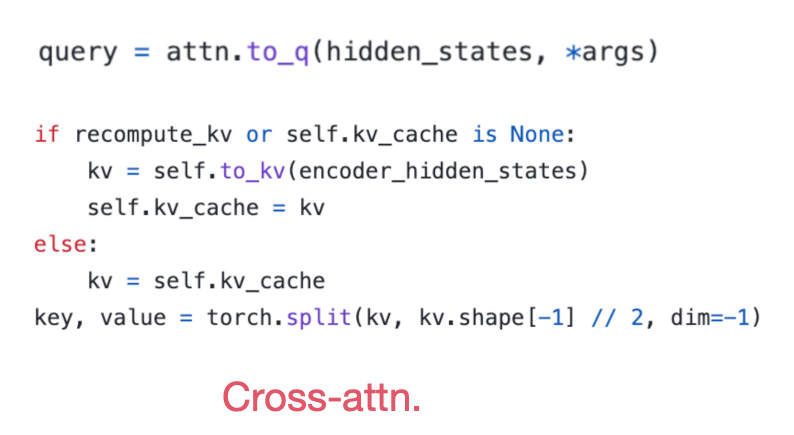 query = attn.to_q(hidden_states, *args)
if recompute_kv or self.kv_cache is None:
    kv = self.to_kv(encoder_hidden_states)
    self.kv_cache = kv
else:
    kv = self.kv_cache
key, value = torch.split(kv, kv.shape[-1] // 2, dim=-1)
Cross-attn.